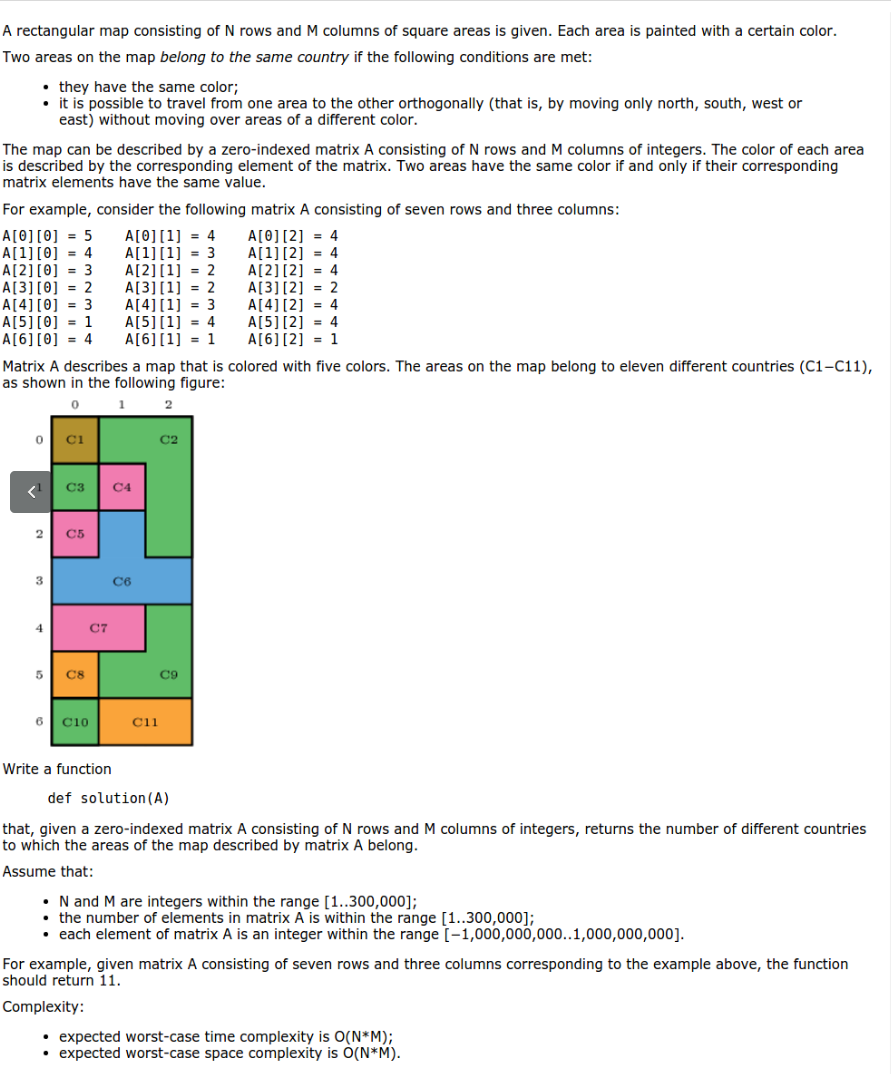 A rectangular map consisting of N rows and M columns of square areas is given. Each area is painted with a certain color.
Two areas on the map belong to the same country if the following conditions are met:
• they have the same color;
• it is possible to travel from one area to the other orthogonally (that is, by moving only north, south, west or
east) without moving over areas of a different color.
The map can be described by a zero-indexed matrix A consisting of N rows and M columns of integers. The color of each area
is described by the corresponding element of the matrix. Two areas have the same color if and only if their corresponding
matrix elements have the same value.
For example, consider the following matrix A consisting of seven rows and three columns:
A[0][0] = 5 A[0][1] = 4 A[0][2] = 4
A[1][0] = 4 A[1][1] = 3 A[1][2] = 4
A[2][0] = 3 A[2][1] = 2 A[2][2] = 4
A[3][0] = 2 A[3][1] = 2 A[3][2] = 2
A[4][0] = 3 A[4][1] = 3 A[4][2] = 4
A[5][0] = 1 A[5][1] = 4 A[5][2] = 4
A[6][0] = 4 A[6][1] = 1 A[6][2] = 1
Matrix A describes a map that is colored with five colors. The areas on the map belong to eleven different countries (C1−C11),
as shown in the following figure:
0 1 2
0 C1 C2
1 C3 C4
2 C5
3 C6
4 C7
5 C8 C9
6 C10 C11
Write a function
def solution(A)
that, given a zero-indexed matrix A consisting of N rows and M columns of integers, returns the number of different countries
to which the areas of the map described by matrix A belong.
Assume that:
• N and M are integers within the range [1..300,000];
• the number of elements in matrix A is within the range [1..300,000];
• each element of matrix A is an integer within the range [−1,000,000,000..1,000,000,000].
For example, given matrix A consisting of seven rows and three columns corresponding to the example above, the function
should return 11.
Complexity:
• expected worst-case time complexity is O(N*M);
• expected worst-case space complexity is O(N*M).